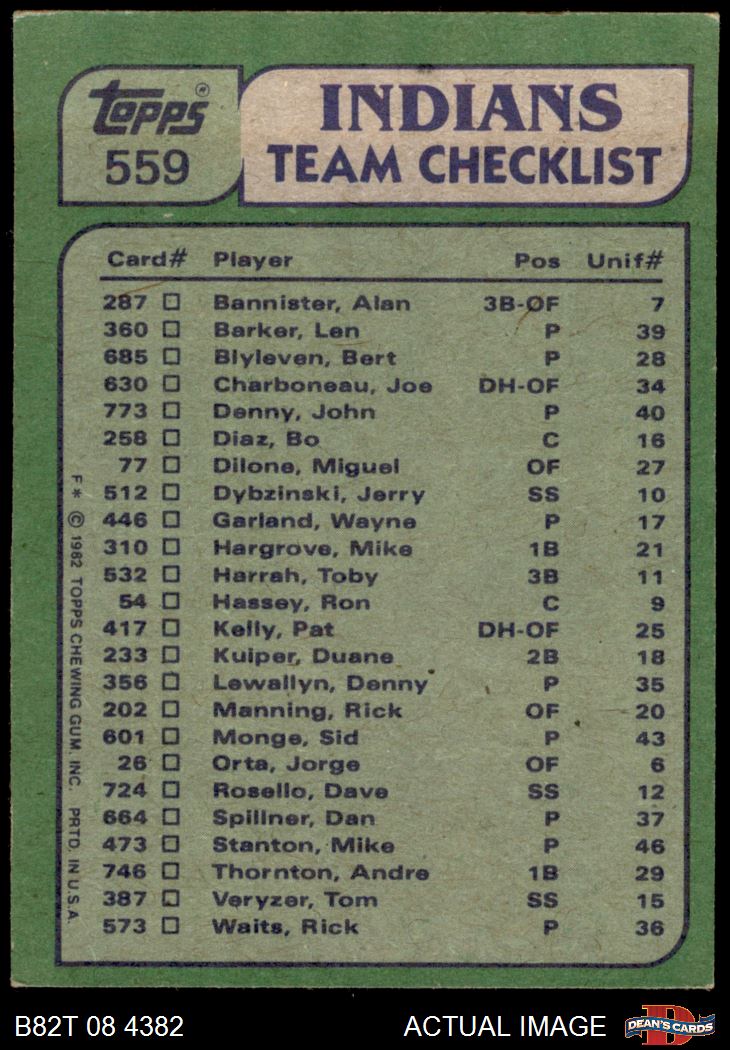 Topps®
559
INDIANS
TEAM CHECKLIST
Card# Player Pos Unif#
287 Bannister, Alan 3B-OF 7
360 Barker, Len P 39
685 Blyleven, Bert P 28
630 Charboneau, Joe DH-OF 34
773 Denny, John P 40
258 Diaz, Bo C 16
77 Dilone, Miguel OF 27
512 Dybzinski, Jerry SS 10
446 Garland, Wayne P 17
310 Hargrove, Mike 1B 21
532 Harrah, Toby 3B 11
54 Hassey, Ron C 9
417 Kelly, Pat DH-OF 25
233 Kuiper, Duane 2B 18
356 Lewallyn, Denny P 35
202 Manning, Rick OF 20
601 Monge, Sid P 43
26 Orta, Jorge OF 6
724 Rosello, Dave SS 12
664 Spillner, Dan P 37
473 Stanton, Mike P 46
746 Thornton, Andre 1B 29
387 Veryzer, Tom SS 15
573 Waits, Rick P 36
F* © 1982 TOPPS CHEWING GUM, INC. PRTD. IN U.S.A.
B82T 08 4382 ACTUAL IMAGE
D
DEAN'S CARDS